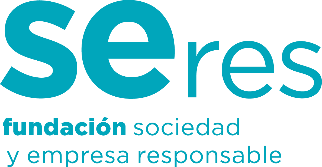 seres
fundación sociedad
y empresa responsable